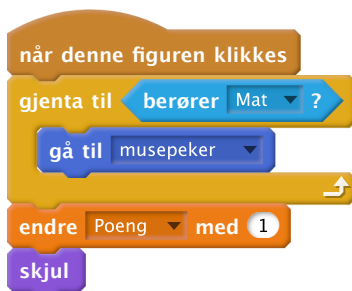 når denne figuren klikkes
gjenta til berører Mat ?
gå til musepeker
endre Poeng med 1
skjul